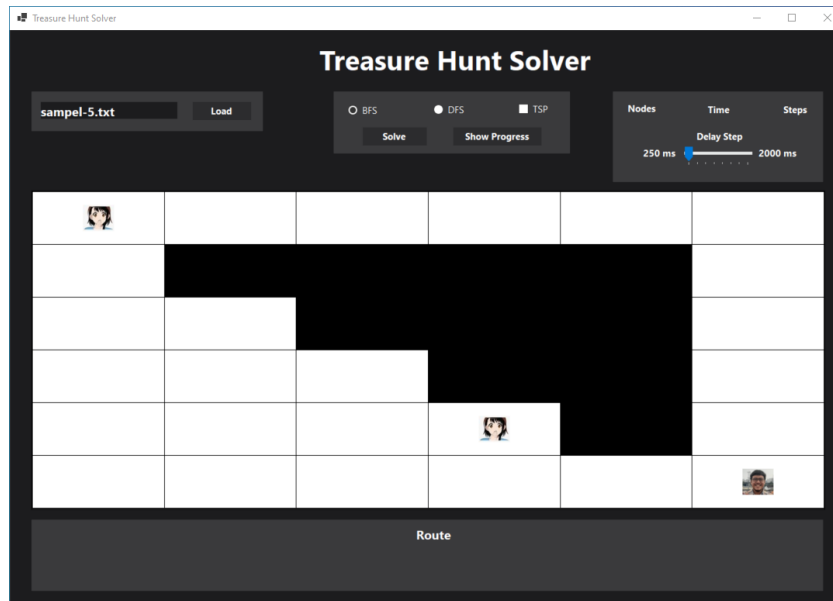 Treasure Hunt Solver
Treasure Hunt Solver
sampel-5.txt Load
BFS DFS TSP
Solve Show Progress
Nodes Time Steps
Delay Step
250 ms 2000 ms
Route